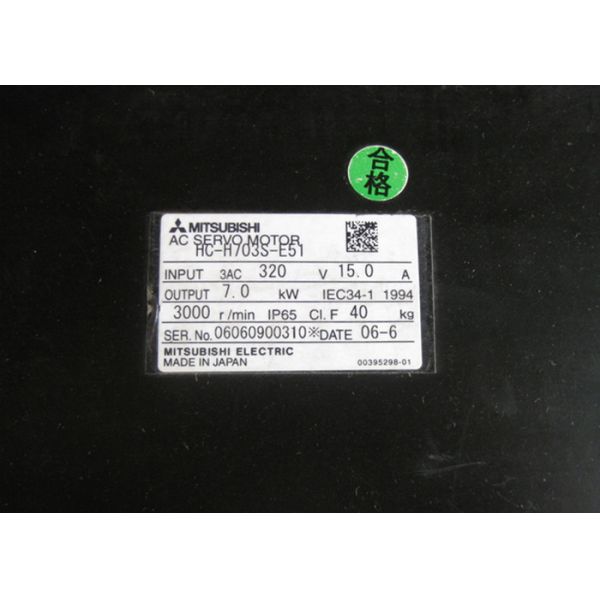 合格
MITSUBISHI
AC SERVO MOTOR
HC-H703S-E51
INPUT 3AC 320 V 15.0 A
OUTPUT 7.0 kW IEC34-1 1994
3000 r/min IP65 Cl.F 40 kg
SER.No.06060900310※DATE 06-6
MITSUBISHI ELECTRIC
MADE IN JAPAN 00395298-01